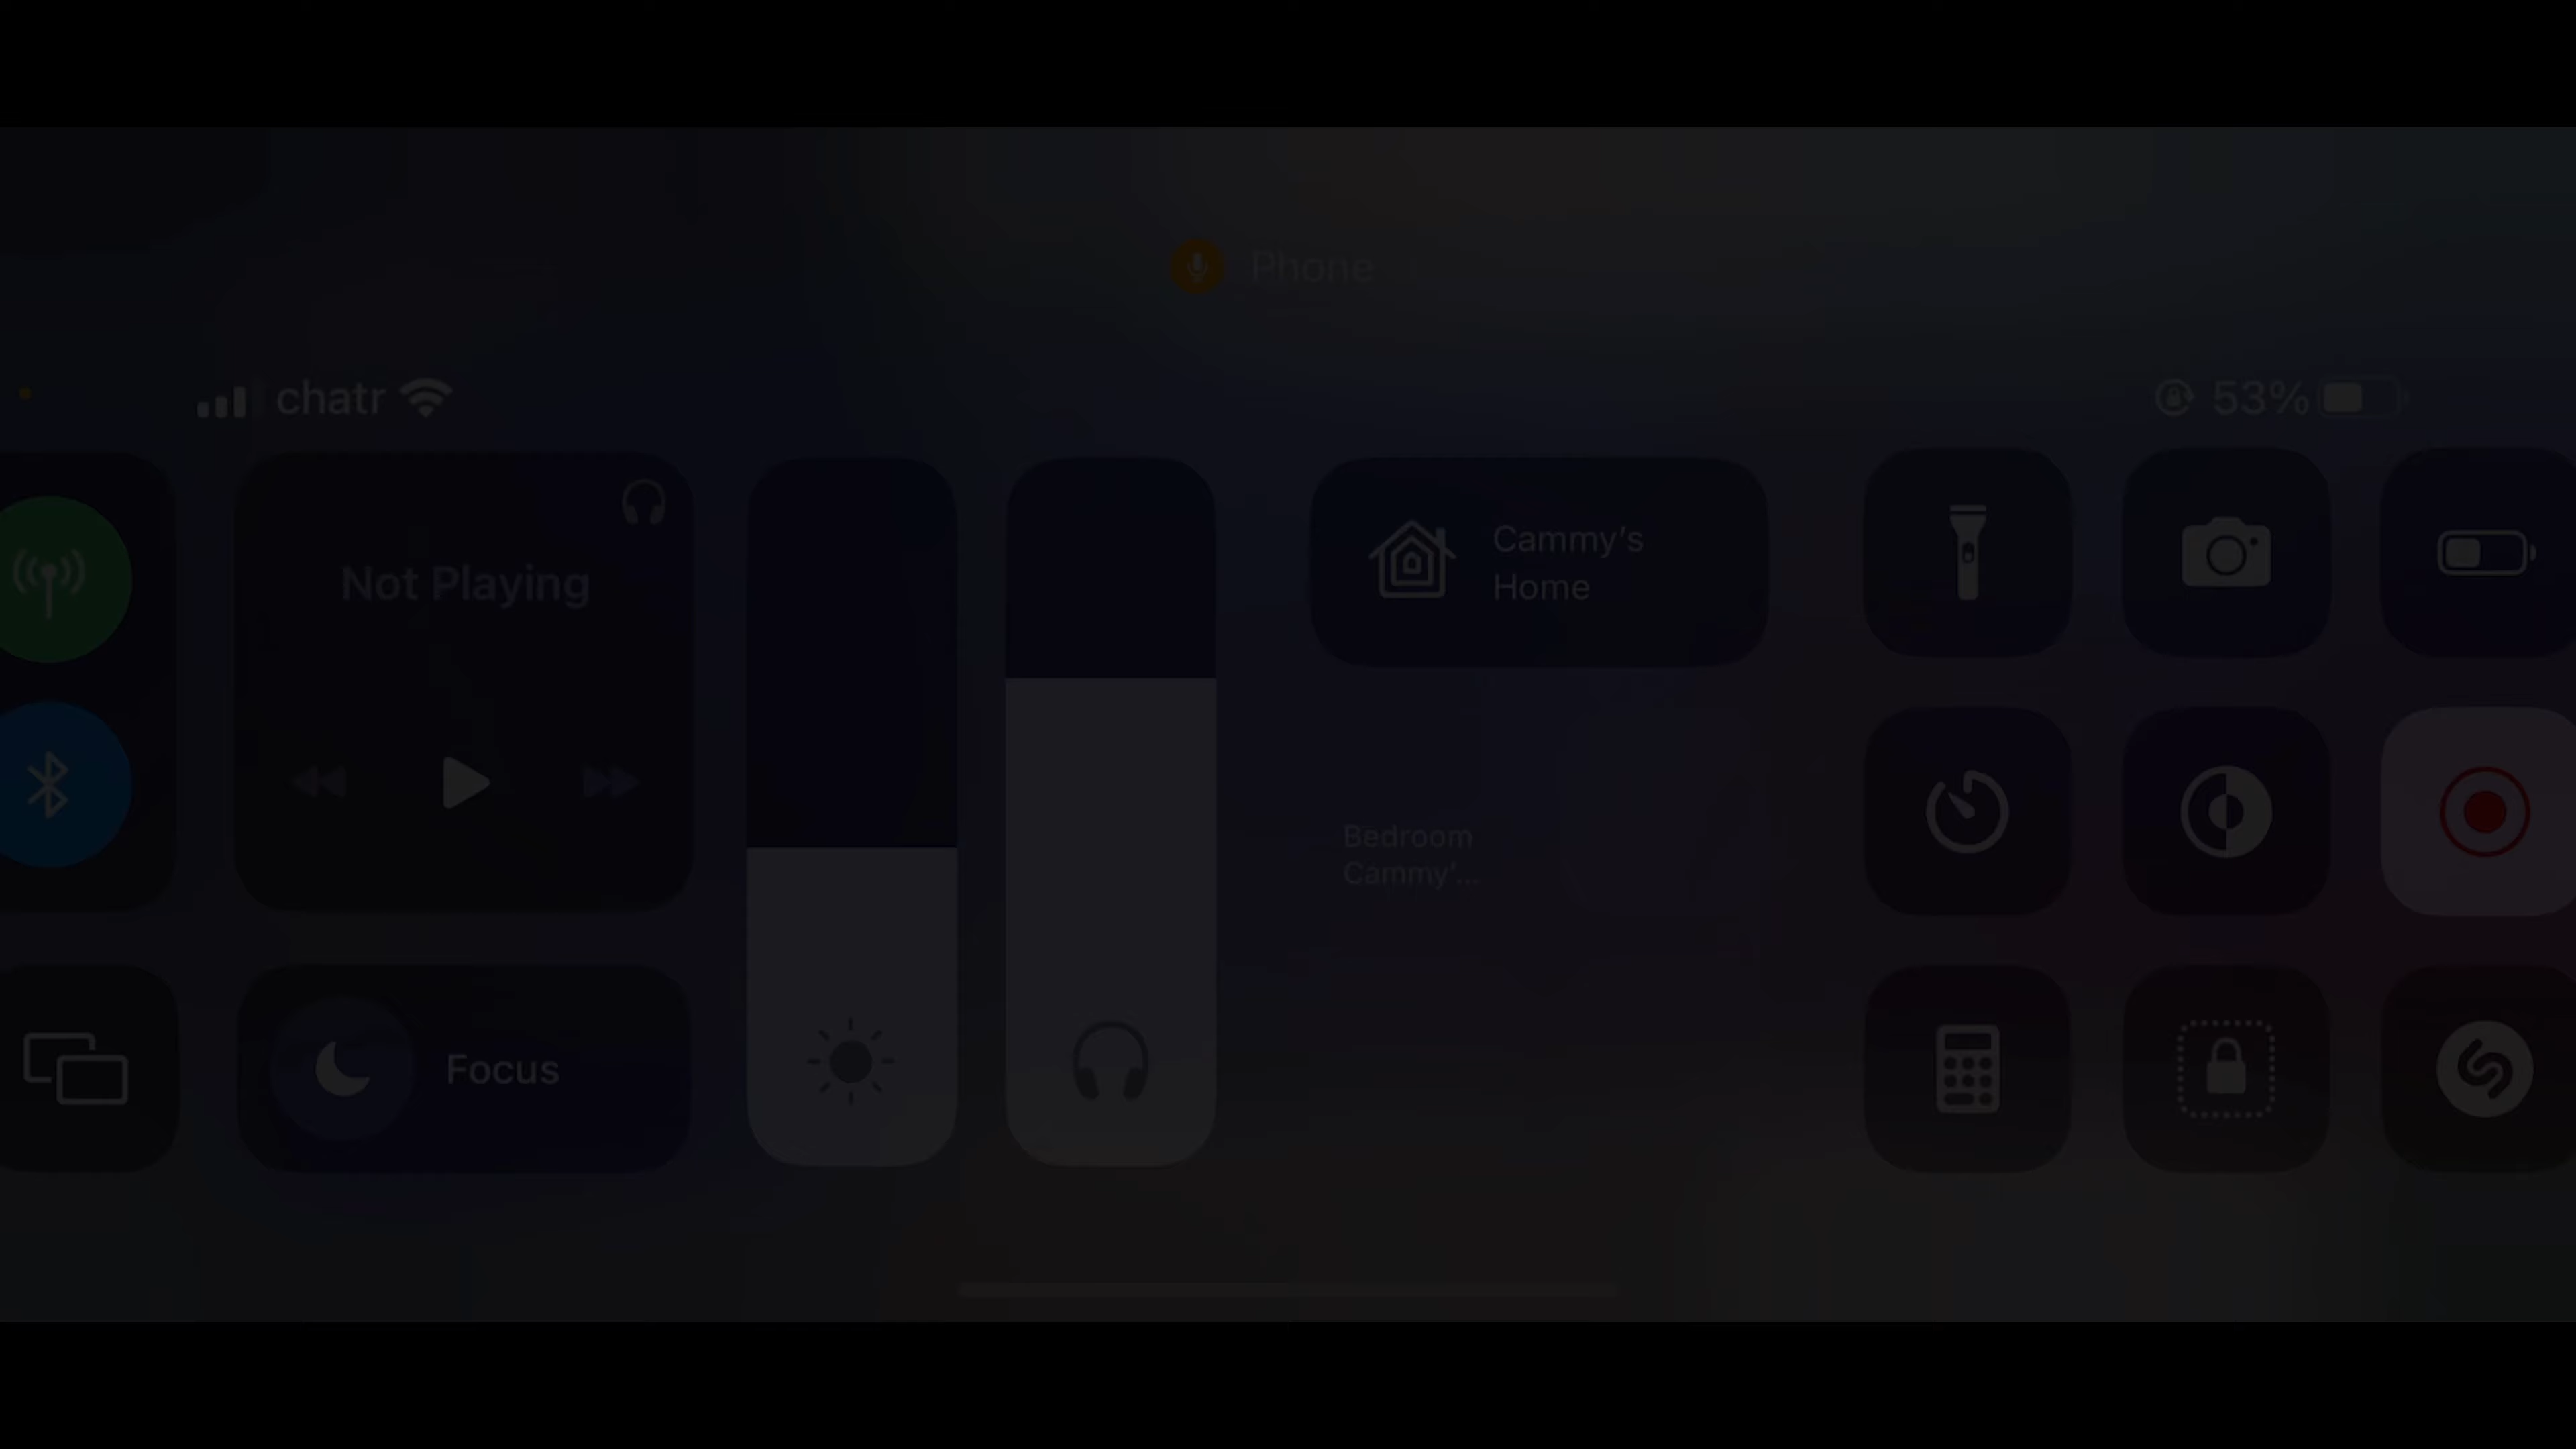 Phone
chatr
53%
Not Playing
Cammy's
Home
Bedroom
Cammy'...
Focus